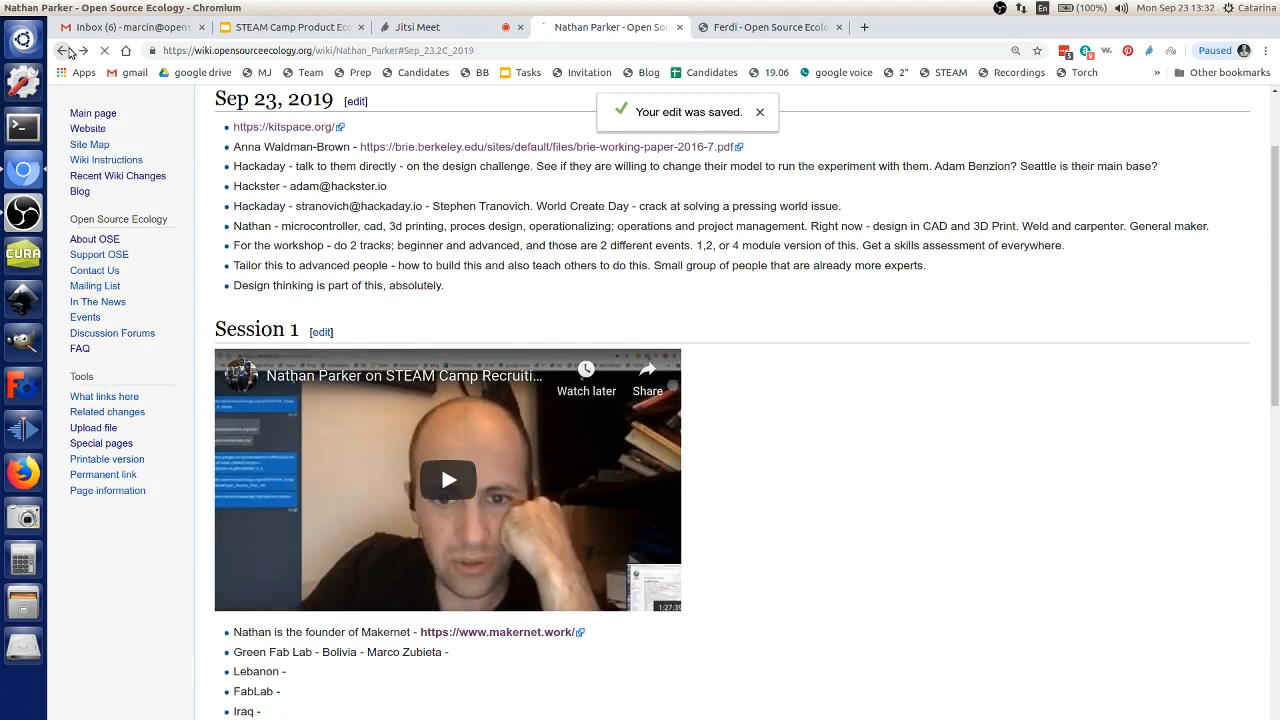 Nathan Parker - Open Source Ecology - Chromium
En
(100%)
Mon Sep 23 13:32
Catarina
Inbox (6) - marcin@opens
STEAM Camp Product Ec
Jitsi Meet
Nathan Parker - Open Sou
Open Source Ecolo
https://wiki.opensourceecology.org/wiki/Nathan_Parker#Sep_23.2C_2019
Paused
Apps
gmail
google drive
MJ
Team
Prep
Candidates
BB
Tasks
Invitation
Blog
Candidates
19.06
google voice
2"
STEAM
Recordings
Torch
»
Other bookmarks
Your edit was saved.
Main page
Website
Site Map
Wiki Instructions
Recent Wiki Changes
Blog
Open Source Ecology
About OSE
Support OSE
Contact Us
Mailing List
In The News
Events
Discussion Forums
FAQ
Tools
What links here
Related changes
Upload file
Special pages
Printable version
Permanent link
Page information
Sep 23, 2019 [edit]
https://kitspace.org/
Anna Waldman-Brown - https://brie.berkeley.edu/sites/default/files/brie-working-paper-2016-7.pdf
Hackaday - talk to them directly - on the design challenge. See if they are willing to change the model to run the experiment with them. Adam Benzion? Seattle is their main base?
Hackster - adam@hackster.io
Hackaday - stranovich@hackaday.io - Stephen Tranovich. World Create Day - crack at solving a pressing world issue.
Nathan - microcontroller, cad, 3d printing. Likes design; operationalizing; operations and program management. Right now - design in CAD and 3D Print. Weld and carpenter. General maker.
For the workshop - do 2 tracks; beginner and advanced, and those are 2 different events.
Get a skills assessment of everywhere.
Tailor this to advanced people - how to learn this and also teach others to do this. Small group of people that are already more experts.
Design thinking is part of this, absolutely.
Session 1 [edit]
Nathan Parker on STEAM Camp Recruiti...
Watch later
Share
1:27:39
Nathan is the founder of Makernet - https://www.makernet.work/
Green Fab Lab - Bolivia - Marco Zubieta -
Lebanon -
FabLab -
Iraq -
CURA